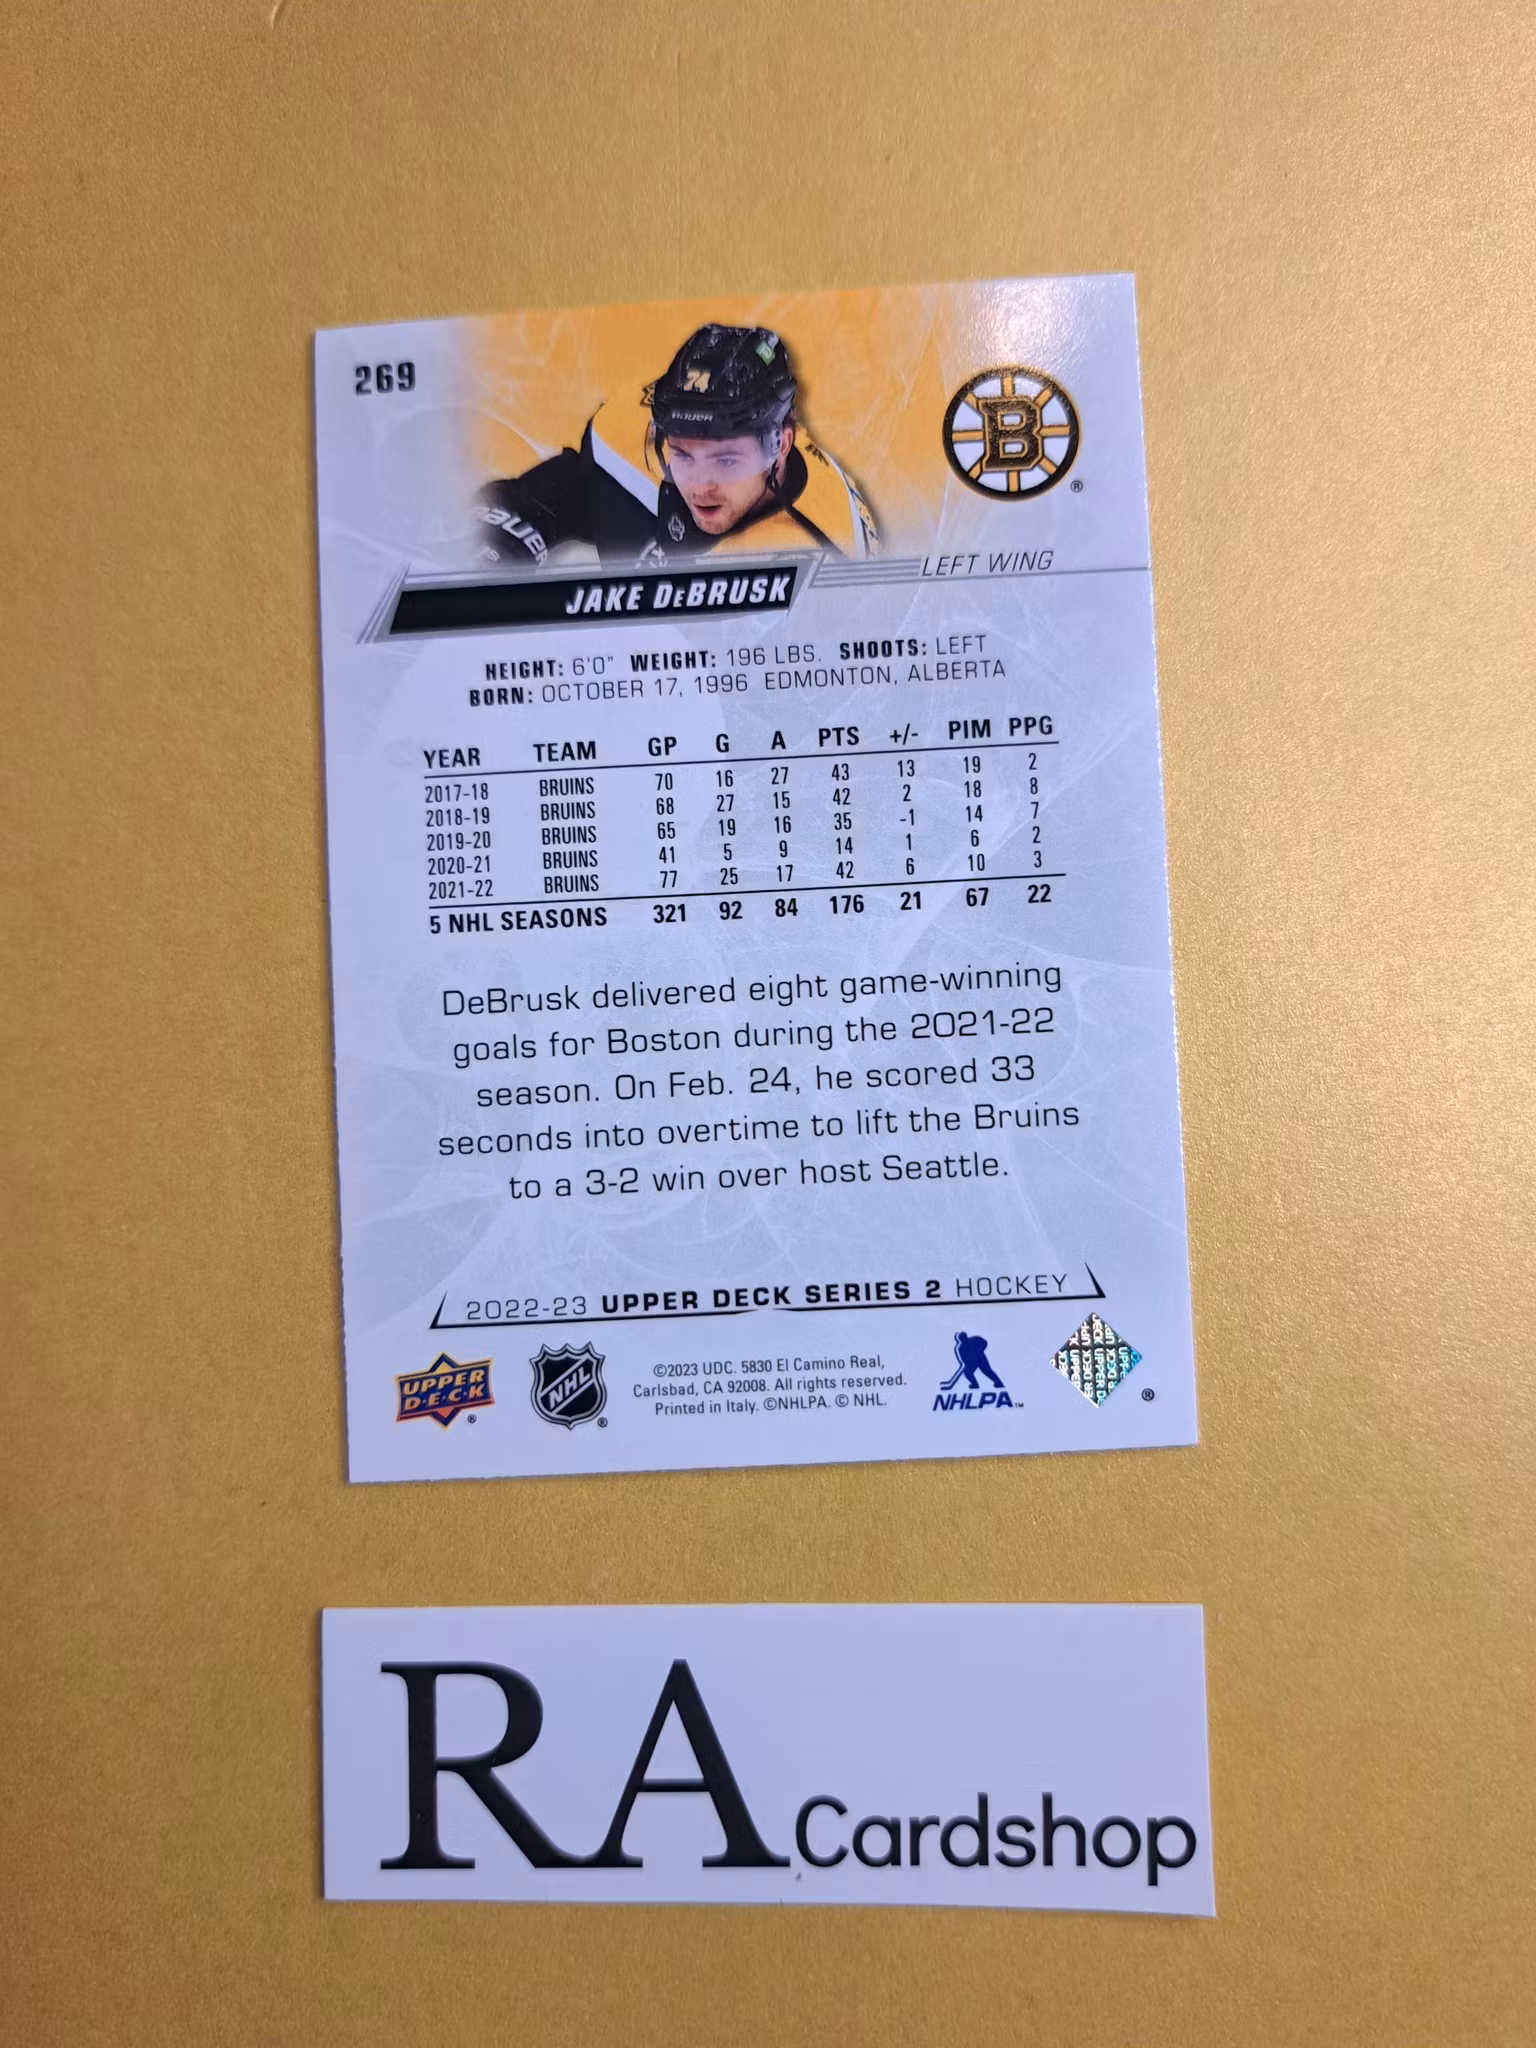 269
74
BAUER
BAUER
B
®
LEFT WING
JAKE DeBRUSK
HEIGHT: 6'0" WEIGHT: 196 LBS. SHOOTS: LEFT
BORN: OCTOBER 17, 1996 EDMONTON, ALBERTA
YEAR TEAM GP G A PTS +/- PIM PPG
2017-18 BRUINS 70 16 27 43 13 19 2
2018-19 BRUINS 68 27 15 42 2 18 8
2019-20 BRUINS 65 19 16 35 -1 14 7
2020-21 BRUINS 41 5 9 14 1 6 2
2021-22 BRUINS 77 25 17 42 6 10 3
5 NHL SEASONS 321 92 84 176 21 67 22
DeBrusk delivered eight game-winning
goals for Boston during the 2021-22
season. On Feb. 24, he scored 33
seconds into overtime to lift the Bruins
to a 3-2 win over host Seattle.
2022-23 UPPER DECK SERIES 2 HOCKEY
UPPER
D·E·C·K
®
NHL
®
©2023 UDC. 5830 El Camino Real,
Carlsbad, CA 92008. All rights reserved.
Printed in Italy. ©NHLPA. © NHL.
NHLPA™
®
RA Cardshop